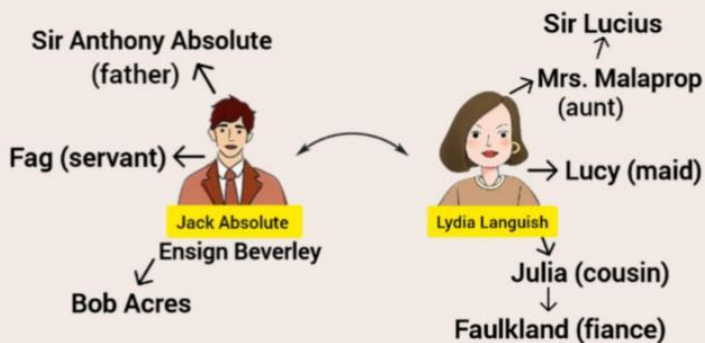 Sir Anthony Absolute
(father)
Fag (servant)
Jack Absolute
Ensign Beverley
Bob Acres
Sir Lucius
Mrs. Malaprop
(aunt)
Lucy (maid)
Lydia Languish
Julia (cousin)
Faulkland (fiance)